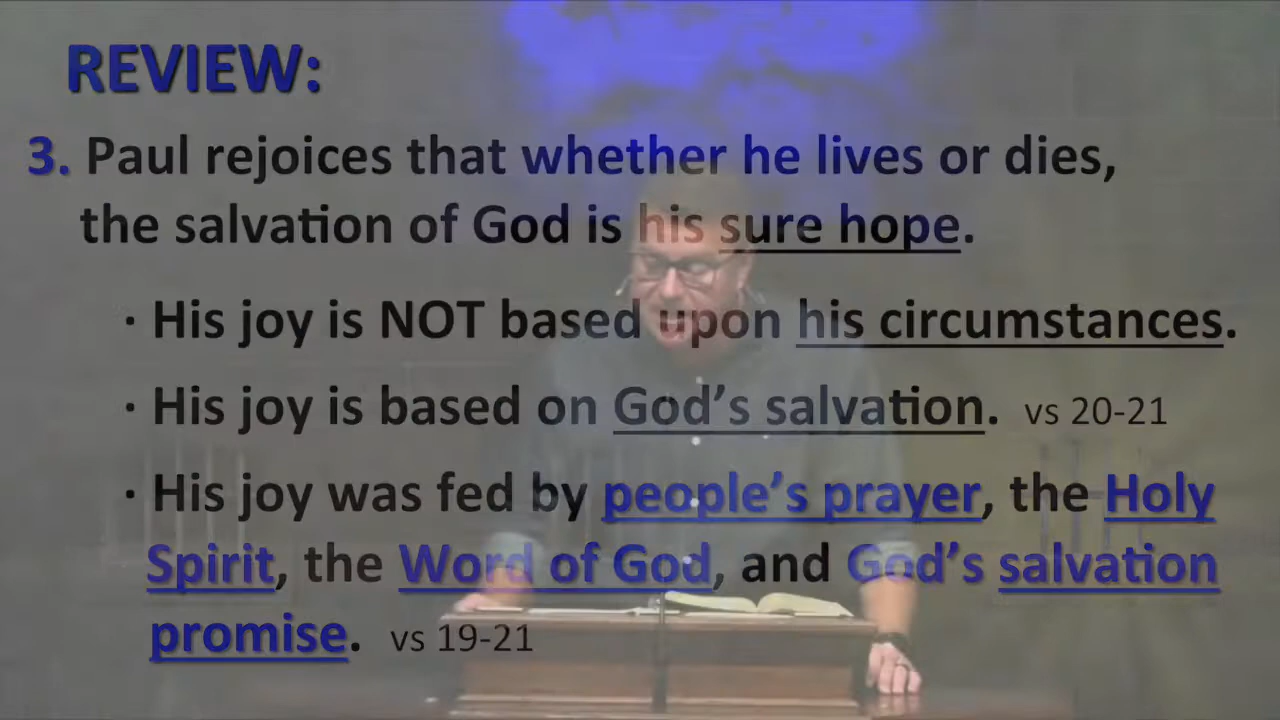 REVIEW:
3. Paul rejoices that whether he lives or dies,
the salvation of God is his sure hope.
· His joy is NOT based upon his circumstances.
· His joy is based on God’s salvation. vs 20-21
· His joy was fed by people’s prayer, the Holy
Spirit, the Word of God, and God’s salvation
promise. vs 19-21